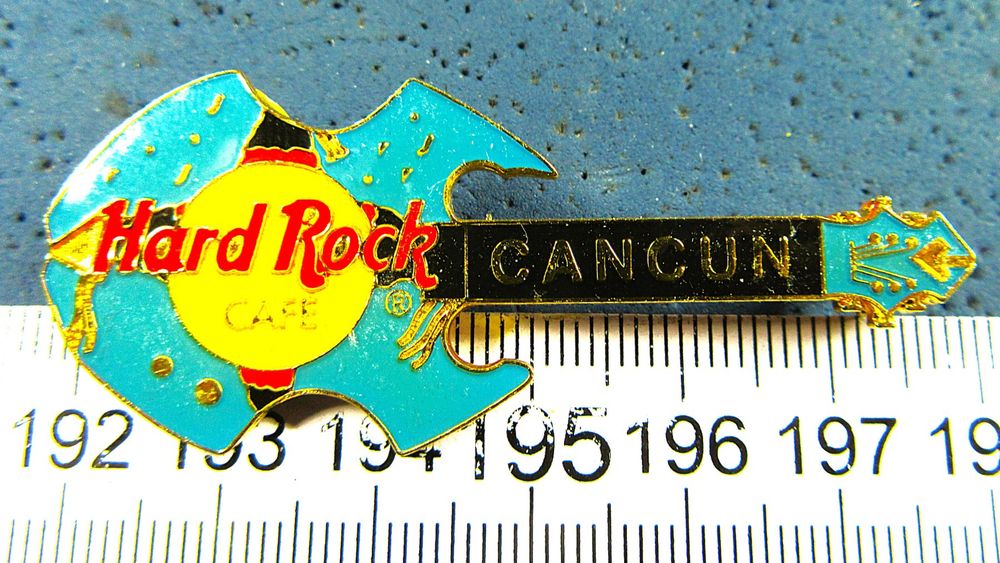 Hard Rock
CAFE
®
CANCUN
192 193 194 195 196 197 19